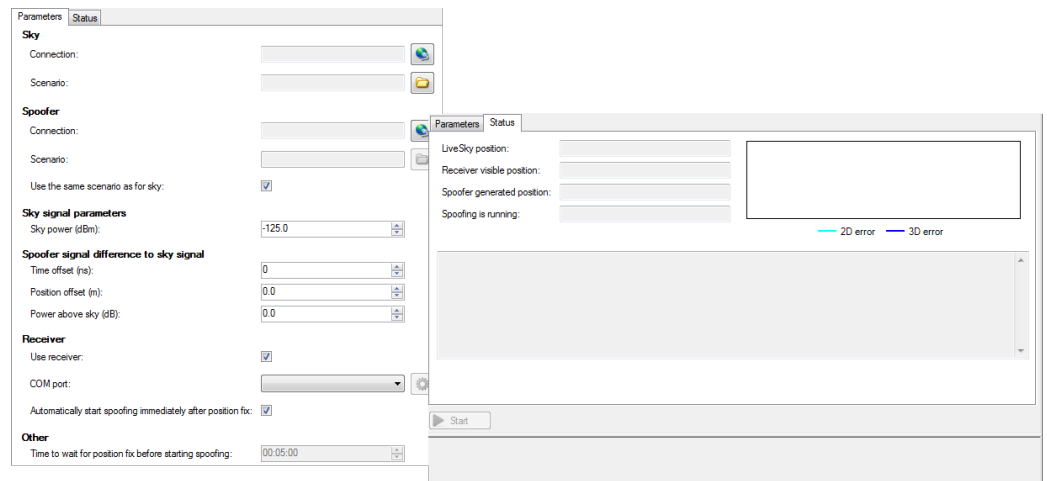 Parameters Status
Sky
Connection:
Scenario:
Spoofer
Connection:
Scenario:
Use the same scenario as for sky:
Sky signal parameters
Sky power (dBm): -125.0
Spoofer signal difference to sky signal
Time offset (ns): 0
Position offset (m): 0.0
Power above sky (dB): 0.0
Receiver
Use receiver:
COM port:
Automatically start spoofing immediately after position fix:
Other
Time to wait for position fix before starting spoofing: 00:05:00
Parameters Status
LiveSky position:
Receiver visible position:
Spoofer generated position:
Spoofing is running:
2D error 3D error
Start